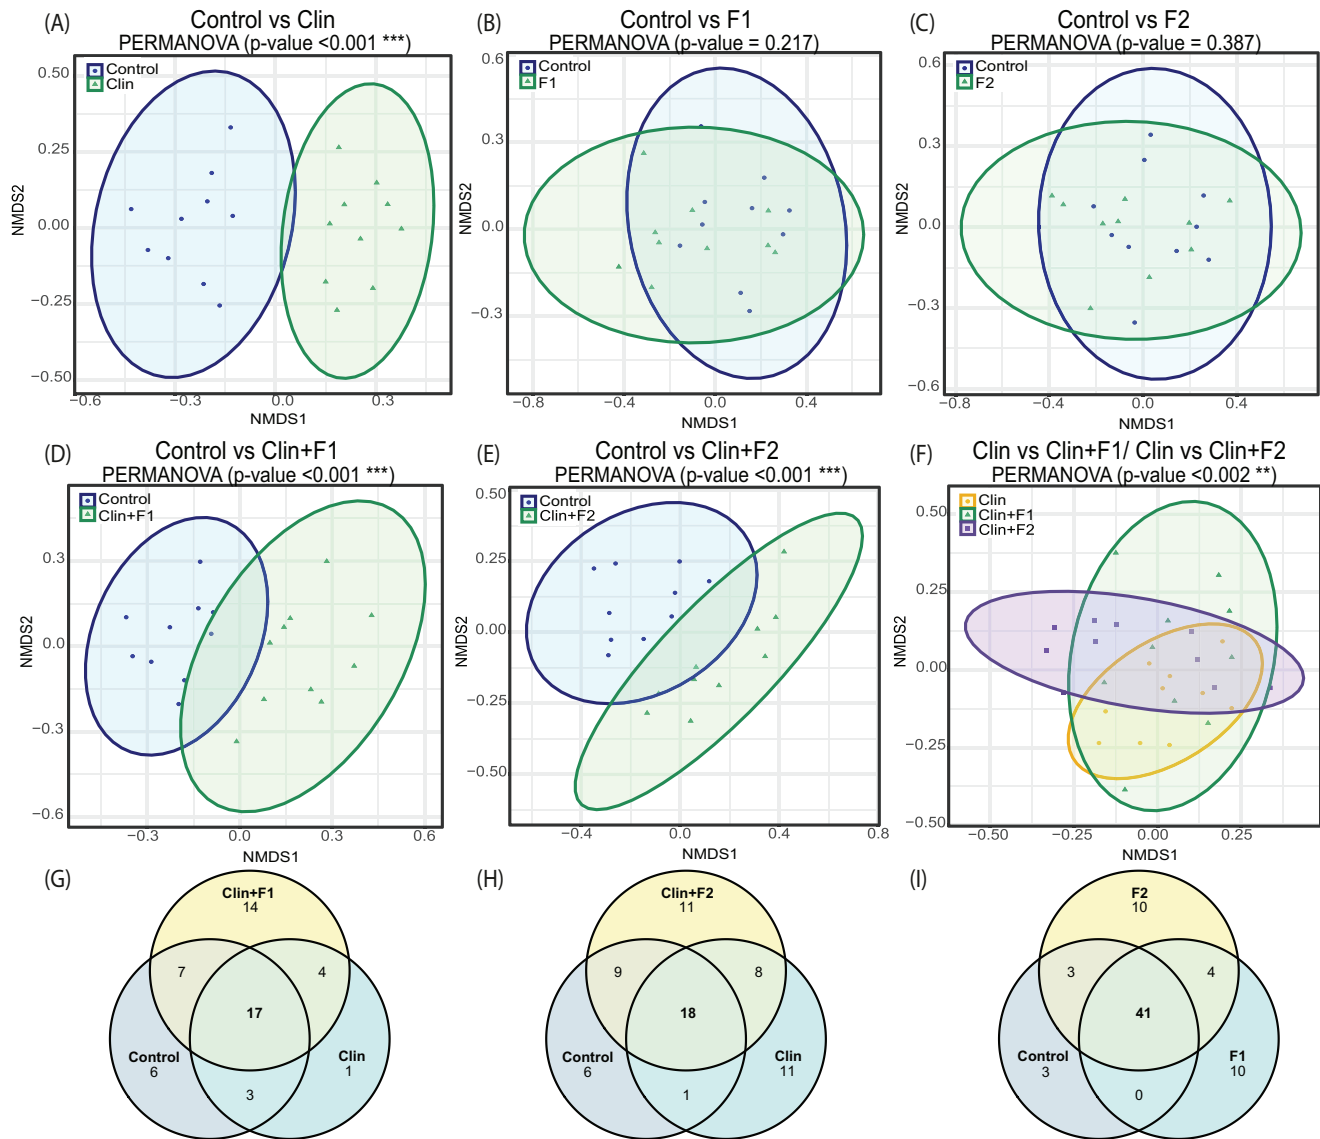 (A)
Control vs Clin
PERMANOVA (p-value <0.001 ***)
Control
Clin
0.50
0.25
0.00
−0.25
−0.50
NMDS2
−0.6
−0.3
0.0
0.3
NMDS1
(B)
Control vs F1
PERMANOVA (p-value = 0.217)
Control
F1
0.6
0.3
0.0
−0.3
NMDS2
−0.8
−0.4
0.0
0.4
NMDS1
(C)
Control vs F2
PERMANOVA (p-value = 0.387)
Control
F2
0.6
0.3
0.0
−0.3
−0.6
NMDS2
−0.8
−0.4
0.0
0.4
NMDS1
(D)
Control vs Clin+F1
PERMANOVA (p-value <0.001 ***)
Control
Clin+F1
0.3
0.0
−0.3
−0.6
NMDS2
−0.3
0.0
0.3
0.6
NMDS1
(E)
Control vs Clin+F2
PERMANOVA (p-value <0.001 ***)
Control
Clin+F2
0.50
0.25
0.00
−0.25
−0.50
NMDS2
−0.4
0.0
0.4
0.8
NMDS1
(F)
Clin vs Clin+F1/ Clin vs Clin+F2
PERMANOVA (p-value <0.002 **)
Clin
Clin+F1
Clin+F2
0.50
0.25
0.00
−0.25
−0.50
NMDS2
−0.50
−0.25
0.00
0.25
NMDS1
(G)
Clin+F1
14
7
4
17
Control
6
Clin
1
3
(H)
Clin+F2
11
9
8
18
Control
6
Clin
11
1
(I)
F2
10
3
4
41
Control
3
F1
10
0